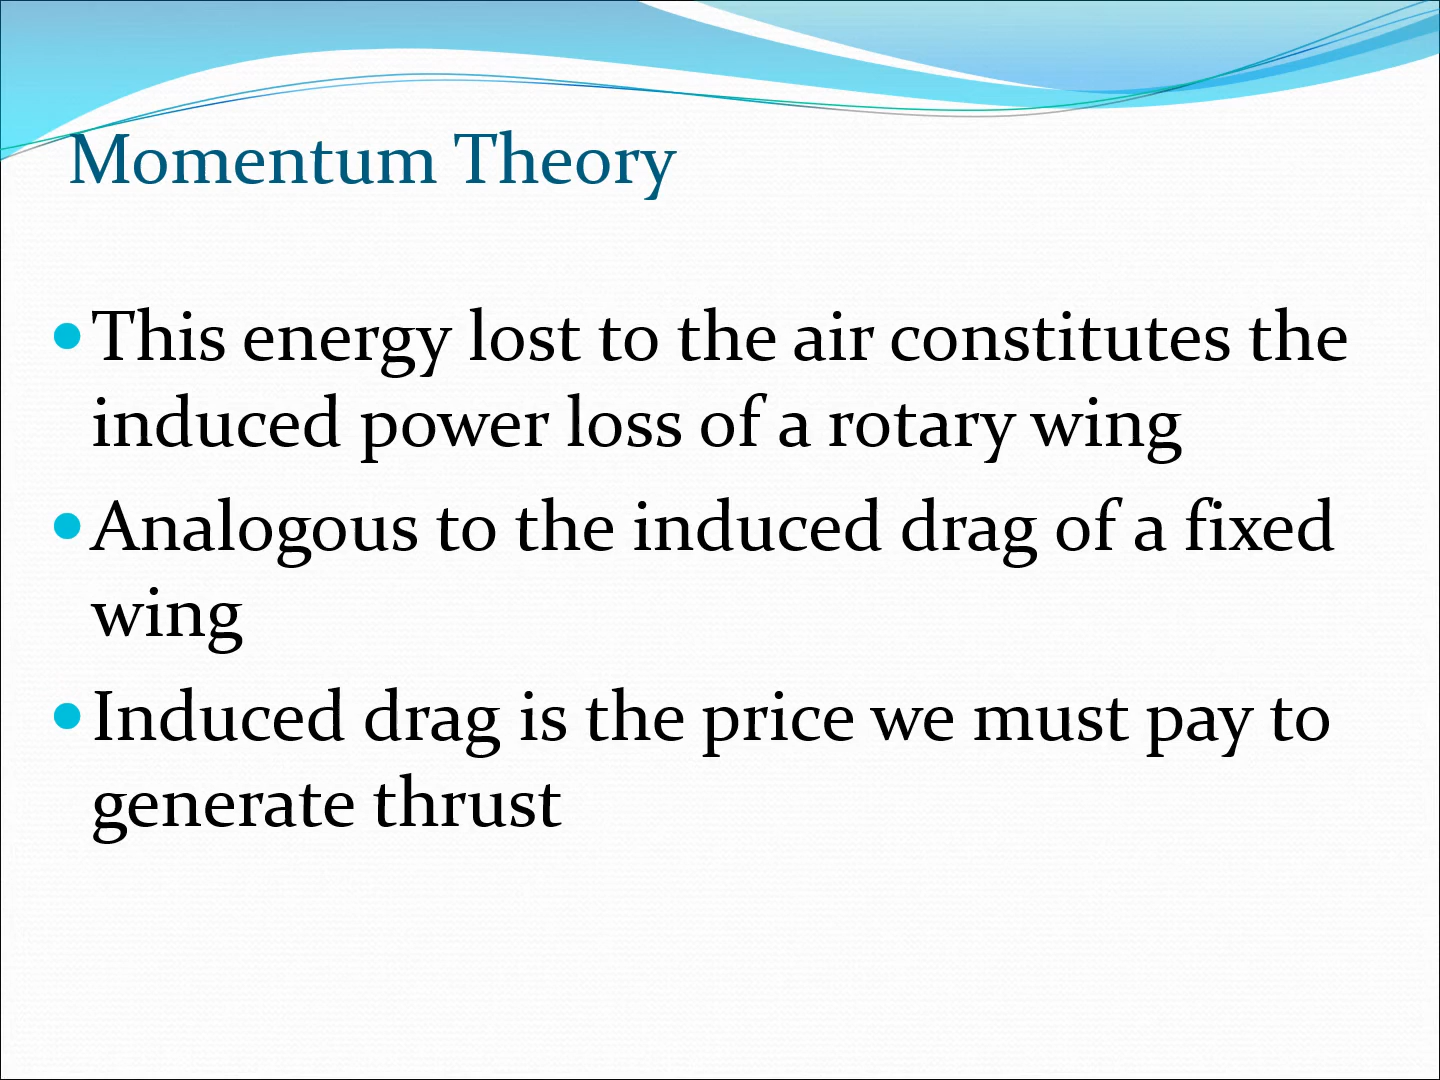 Momentum Theory
• This energy lost to the air constitutes the
induced power loss of a rotary wing
• Analogous to the induced drag of a fixed
wing
• Induced drag is the price we must pay to
generate thrust